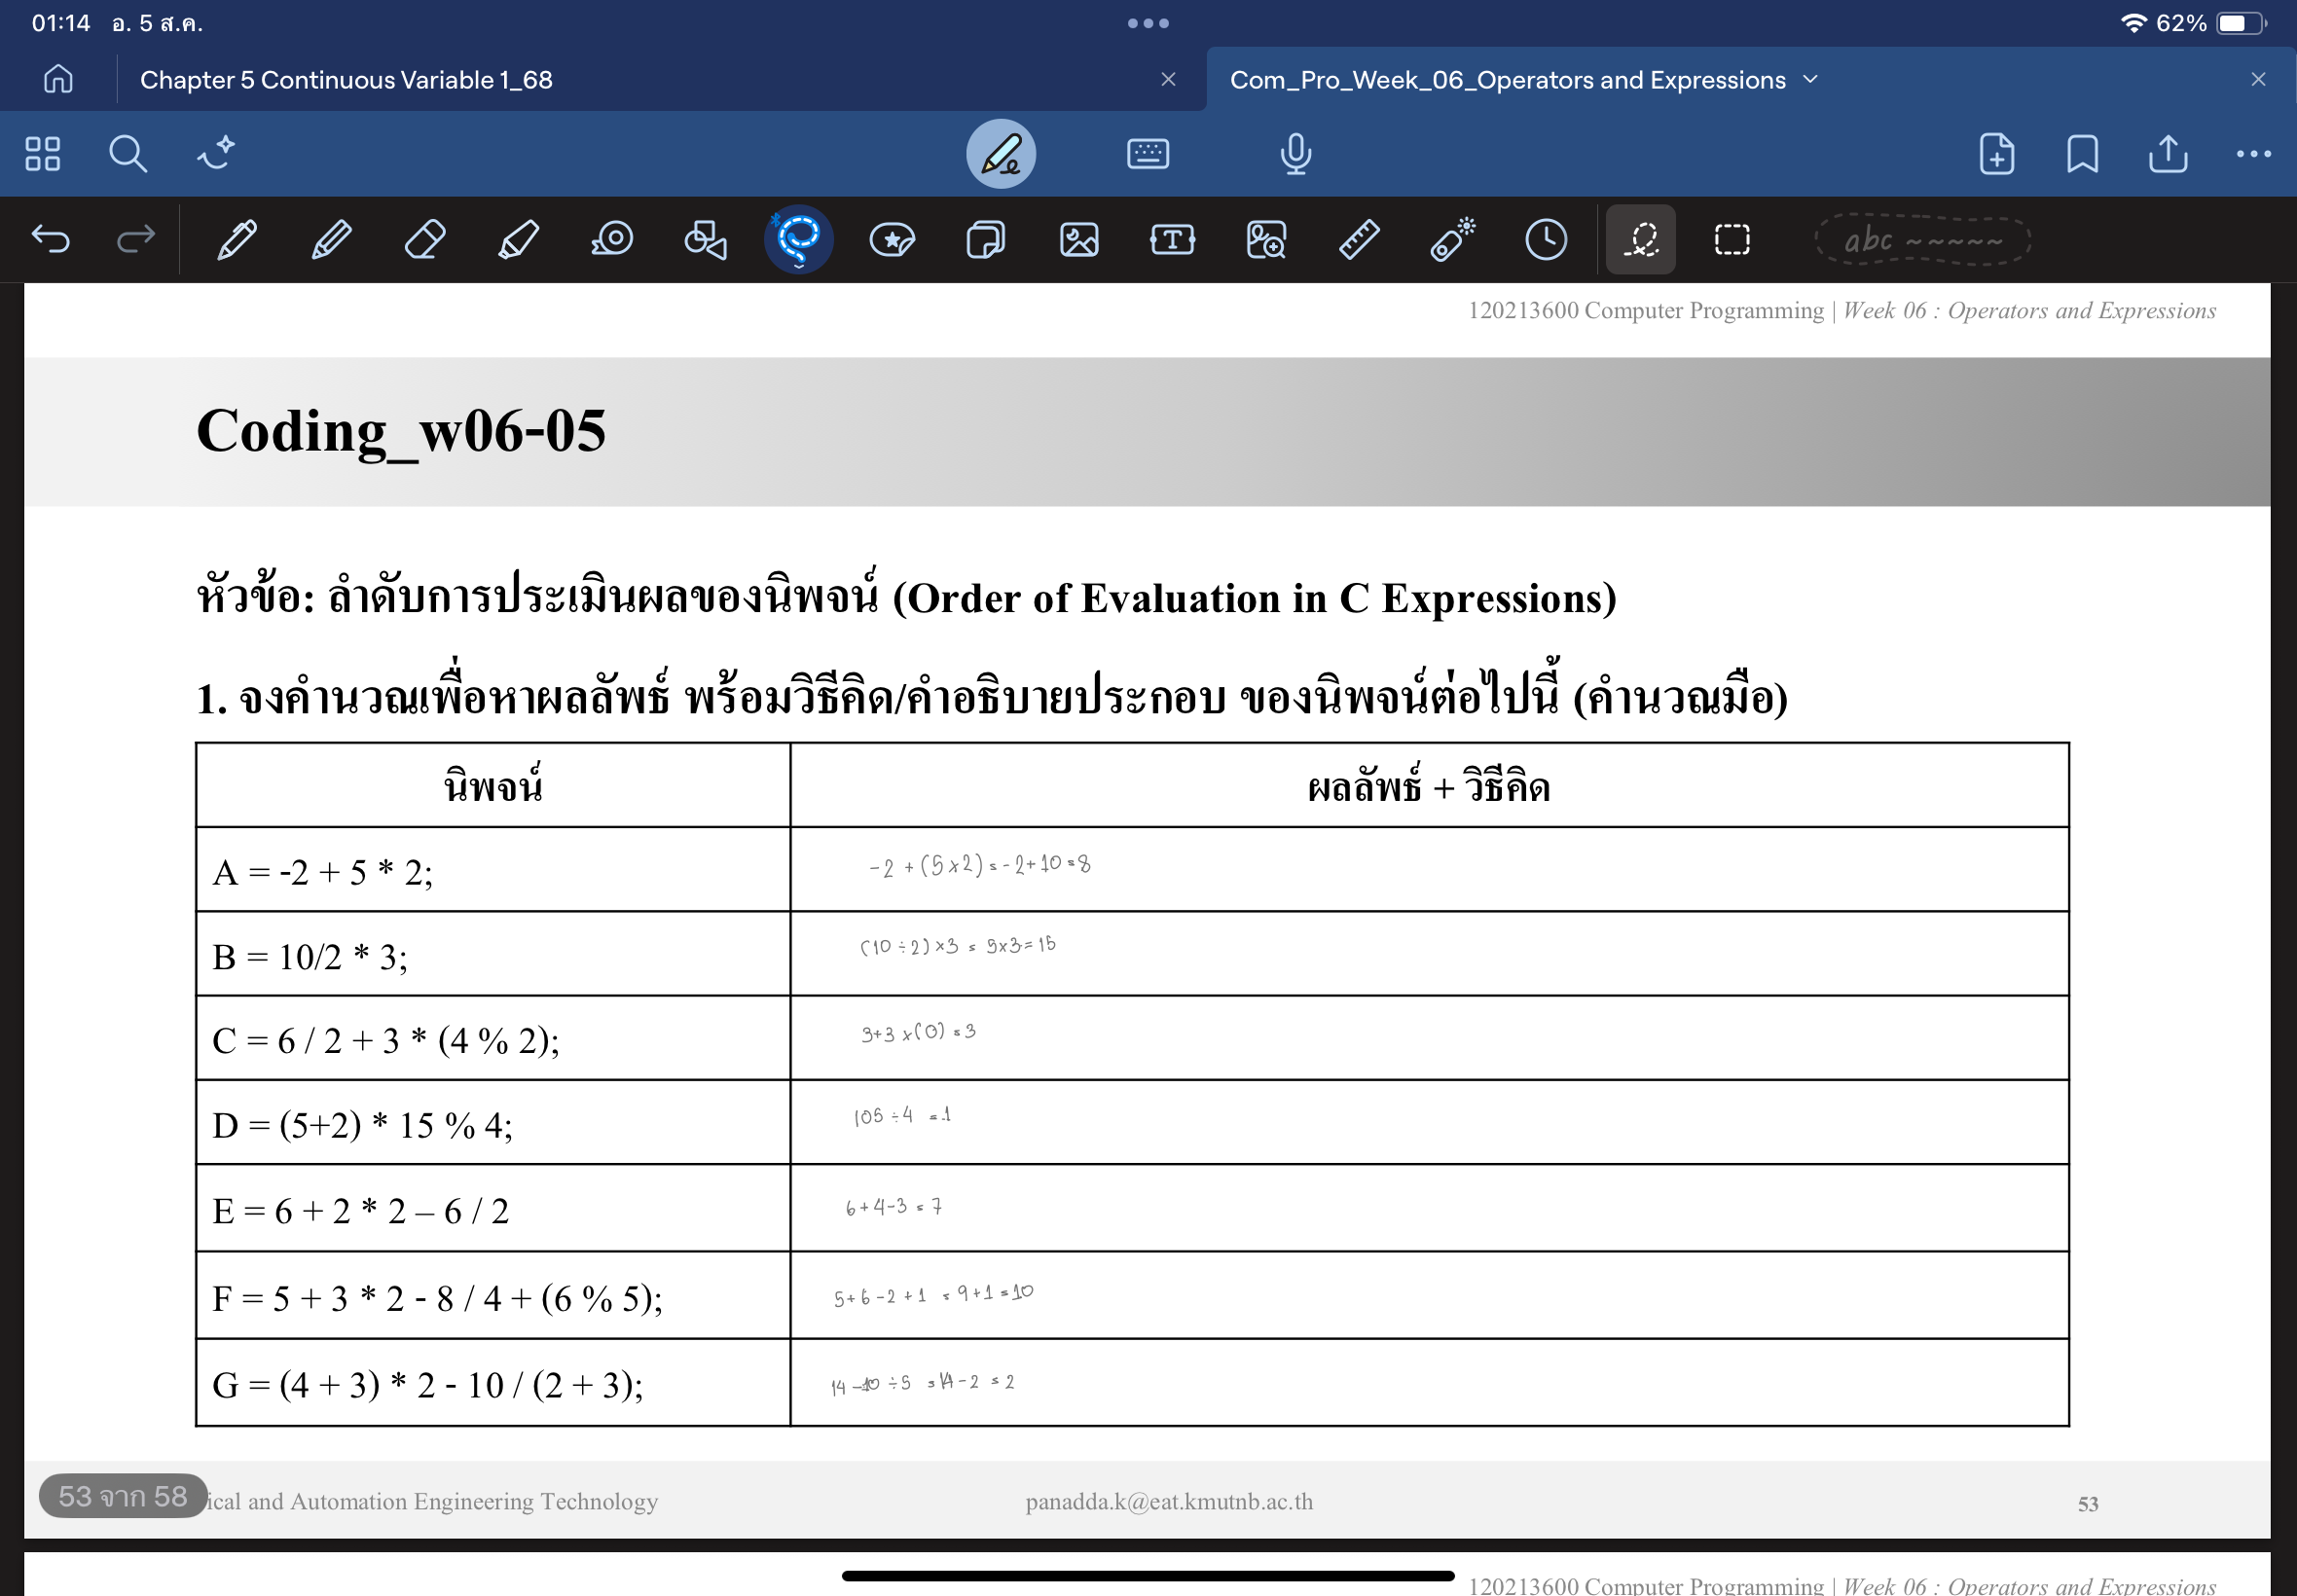 01:14 อ. 5 ส.ค. 62%
Chapter 5 Continuous Variable 1_68
Com_Pro_Week_06_Operators and Expressions
abc ~~~~~
120213600 Computer Programming | Week 06 : Operators and Expressions
Coding_w06-05
หัวข้อ: ลำดับการประเมินผลของนิพจน์ (Order of Evaluation in C Expressions)
1. จงคำนวณเพื่อหาผลลัพธ์ พร้อมวิธีคิด/คำอธิบายประกอบ ของนิพจน์ต่อไปนี้ (คำนวณมือ)
นิพจน์ ผลลัพธ์ + วิธีคิด
A = -2 + 5 * 2; -2 + (5×2) = -2+10 = 8
B = 10/2 * 3; (10 ÷ 2) ×3 = 5×3 = 15
C = 6 / 2 + 3 * (4 % 2); 3+3 ×(0) = 3
D = (5+2) * 15 % 4; 105 ÷ 4 = 1
E = 6 + 2 * 2 – 6 / 2 6+4-3 = 7
F = 5 + 3 * 2 - 8 / 4 + (6 % 5); 5+6-2+1 = 9+1 = 10
G = (4 + 3) * 2 - 10 / (2 + 3); 14-10 ÷5 = 14-2 = 2
53 จาก 58
ical and Automation Engineering Technology panadda.k@eat.kmutnb.ac.th 53
120213600 Computer Programming | Week 06 : Operators and Expressions